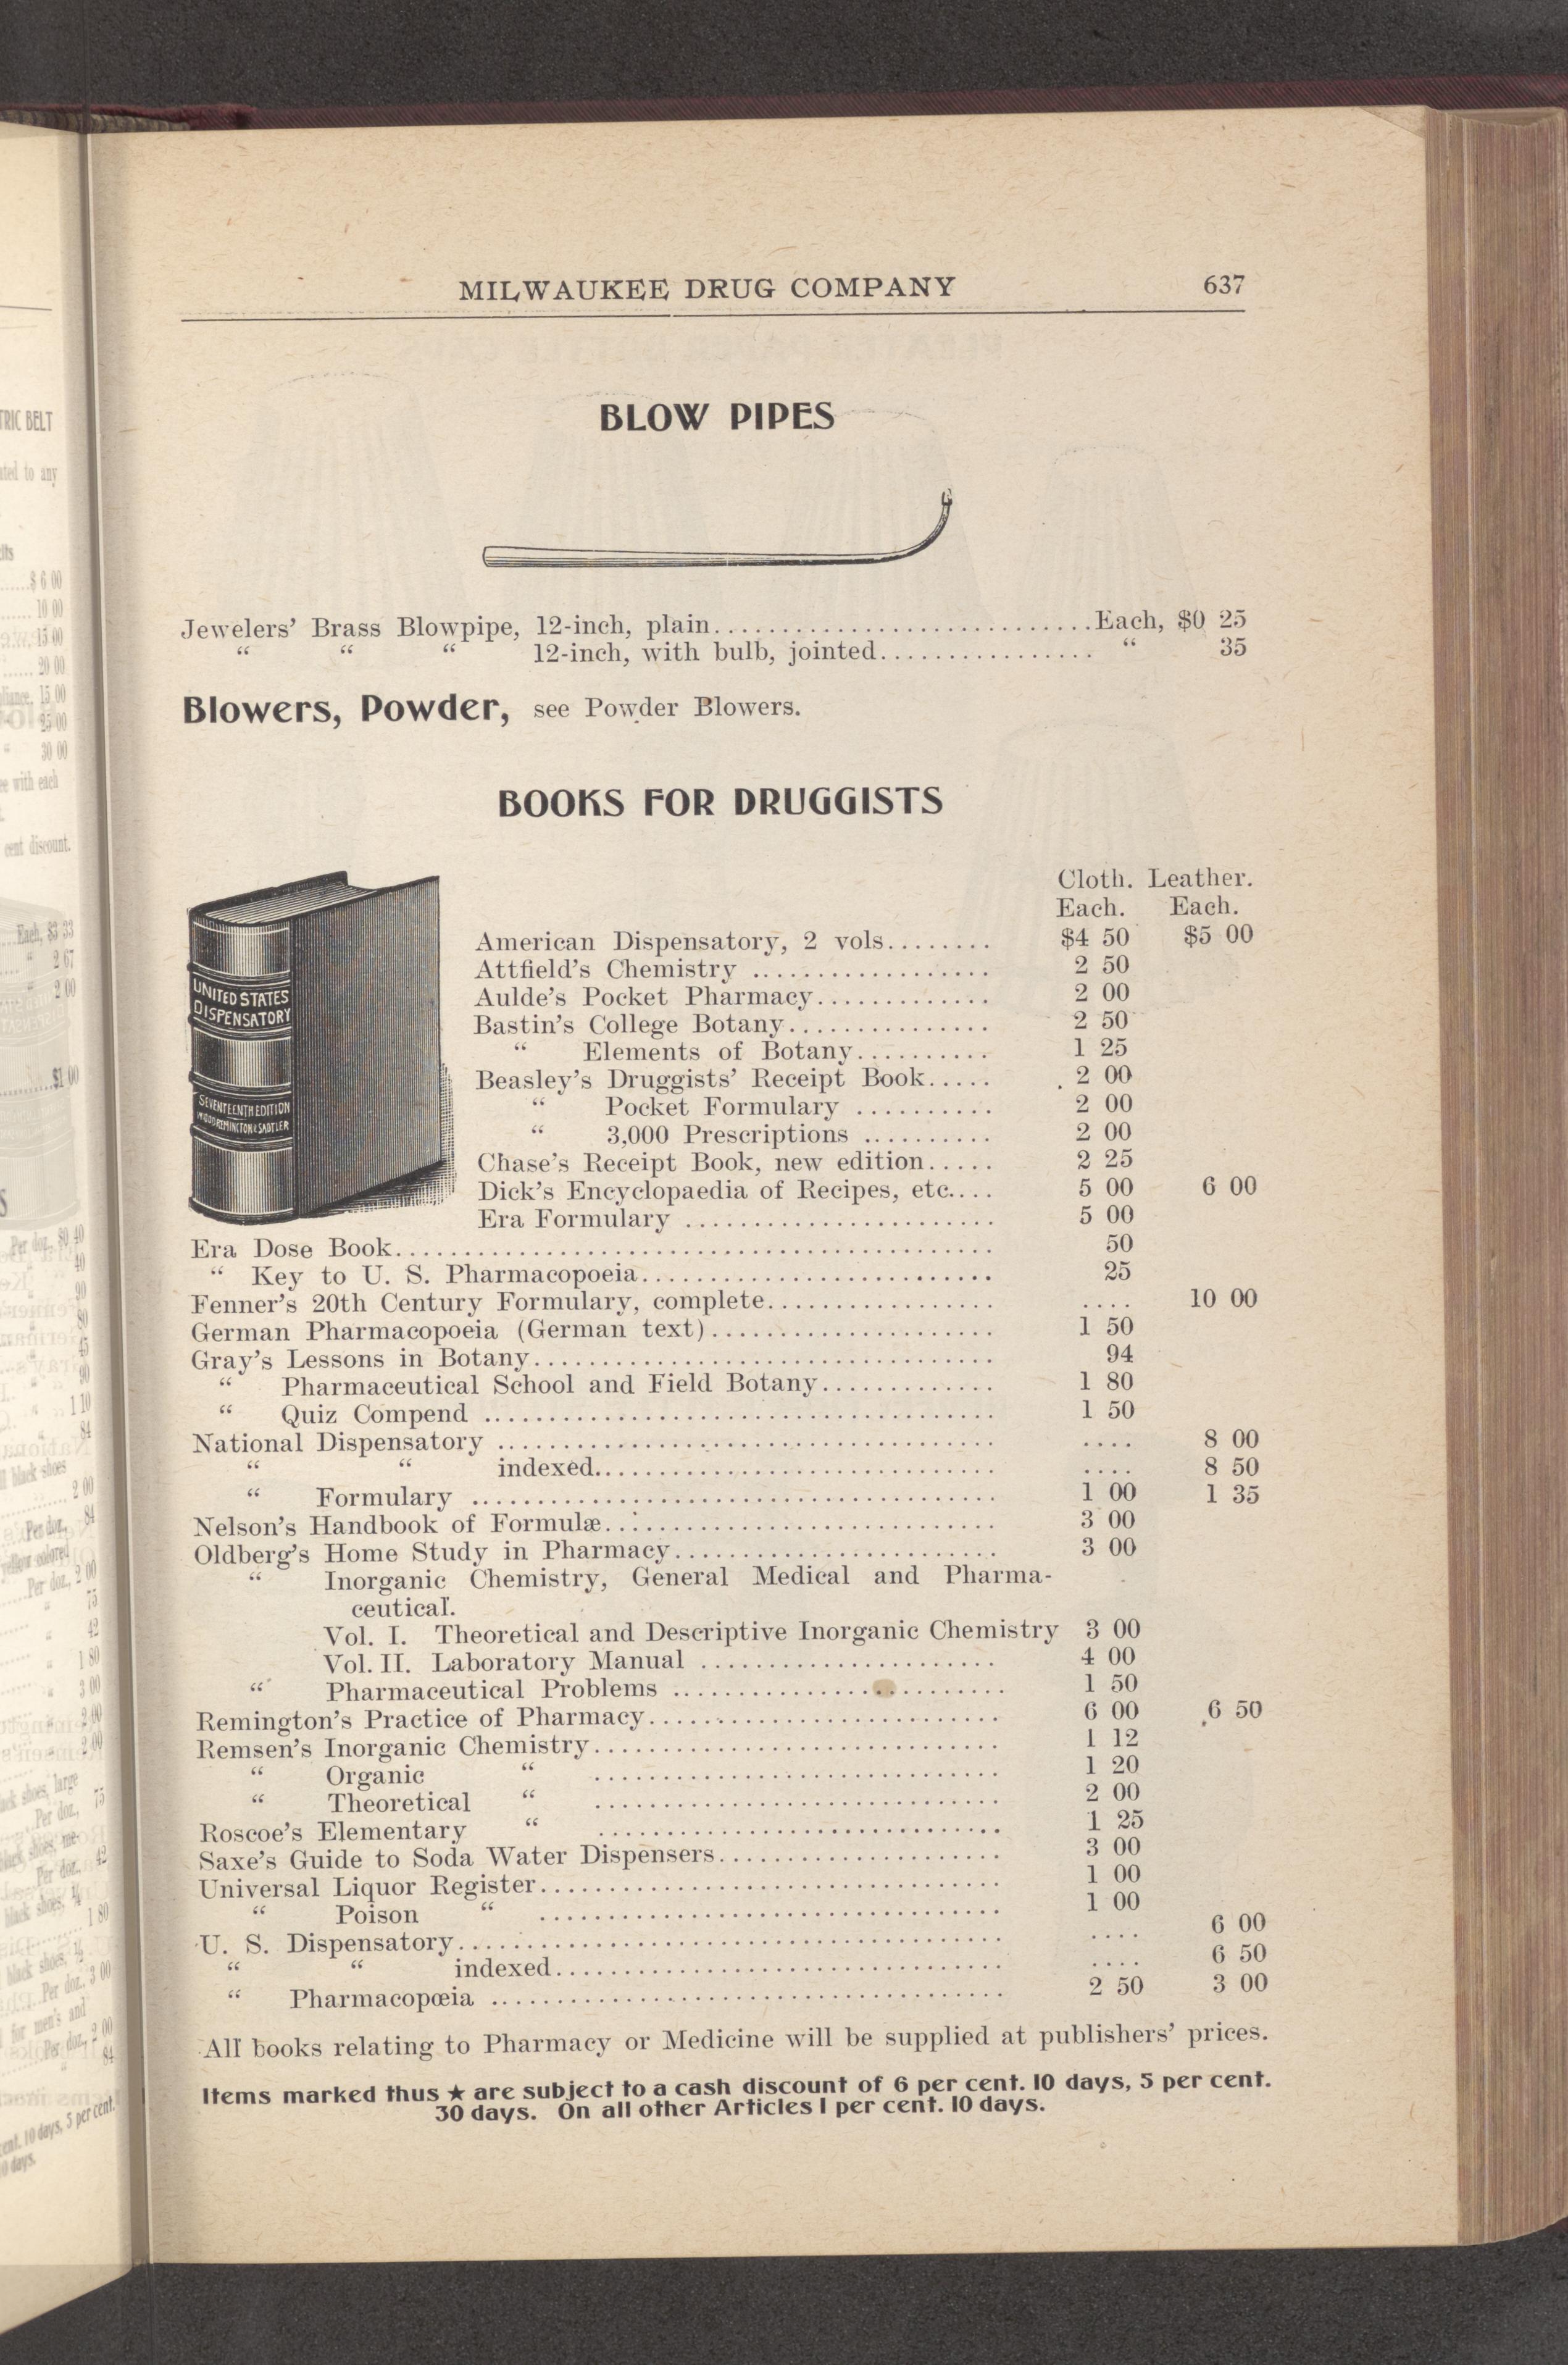 MILWAUKEE DRUG COMPANY 637
BLOW PIPES
Jewelers' Brass Blowpipe, 12-inch, plain............................Each, $0 25
“ “ “ 12-inch, with bulb, jointed................ “ 35
Blowers, Powder, see Powder Blowers.
BOOKS FOR DRUGGISTS
Cloth. Leather.
Each. Each.
UNITED STATES
DISPENSATORY
SEVENTEENTH EDITION
WOOD REMINGTON & SADTLER
American Dispensatory, 2 vols........ $4 50 $5 00
Attfield's Chemistry .................. 2 50
Aulde's Pocket Pharmacy............. 2 00
Bastin's College Botany............... 2 50
“ Elements of Botany.......... 1 25
Beasley's Druggists' Receipt Book..... 2 00
“ Pocket Formulary .......... 2 00
“ 3,000 Prescriptions .......... 2 00
Chase's Receipt Book, new edition..... 2 25
Dick's Encyclopaedia of Recipes, etc.... 5 00 6 00
Era Formulary ....................... 5 00
Era Dose Book............................................ 50
“ Key to U. S. Pharmacopoeia.......................... 25
Fenner's 20th Century Formulary, complete................. .... 10 00
German Pharmacopoeia (German text)..................... 1 50
Gray's Lessons in Botany.................................. 94
“ Pharmaceutical School and Field Botany............. 1 80
“ Quiz Compend ...................................... 1 50
National Dispensatory ..................................... .... 8 00
“ “ indexed.............................. .... 8 50
“ Formulary ....................................... 1 00 1 35
Nelson's Handbook of Formulæ............................. 3 00
Oldberg's Home Study in Pharmacy........................ 3 00
“ Inorganic Chemistry, General Medical and Pharma-
ceutical.
Vol. I. Theoretical and Descriptive Inorganic Chemistry 3 00
Vol. II. Laboratory Manual ...................... 4 00
“ Pharmaceutical Problems ......................... 1 50
Remington's Practice of Pharmacy.......................... 6 00 6 50
Remsen's Inorganic Chemistry.............................. 1 12
“ Organic “ .............................. 1 20
“ Theoretical “ .............................. 2 00
Roscoe's Elementary “ .............................. 1 25
Saxe's Guide to Soda Water Dispensers..................... 3 00
Universal Liquor Register.................................. 1 00
“ Poison “ .................................. 1 00
U. S. Dispensatory........................................ .... 6 00
“ “ indexed................................. .... 6 50
“ Pharmacopœia ...................................... 2 50 3 00
All books relating to Pharmacy or Medicine will be supplied at publishers' prices.
Items marked thus ★ are subject to a cash discount of 6 per cent. 10 days, 5 per cent.
30 days. On all other Articles 1 per cent. 10 days.